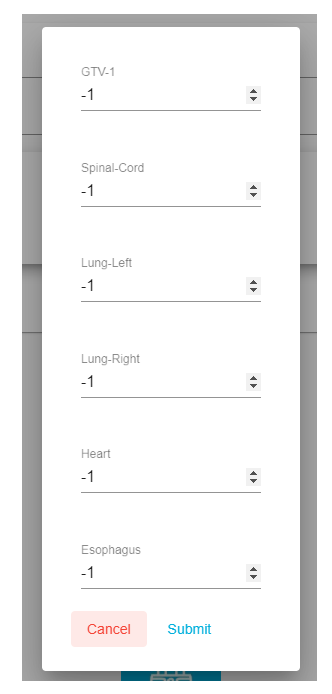 GTV-1
-1
Spinal-Cord
-1
Lung-Left
-1
Lung-Right
-1
Heart
-1
Esophagus
-1
Cancel Submit